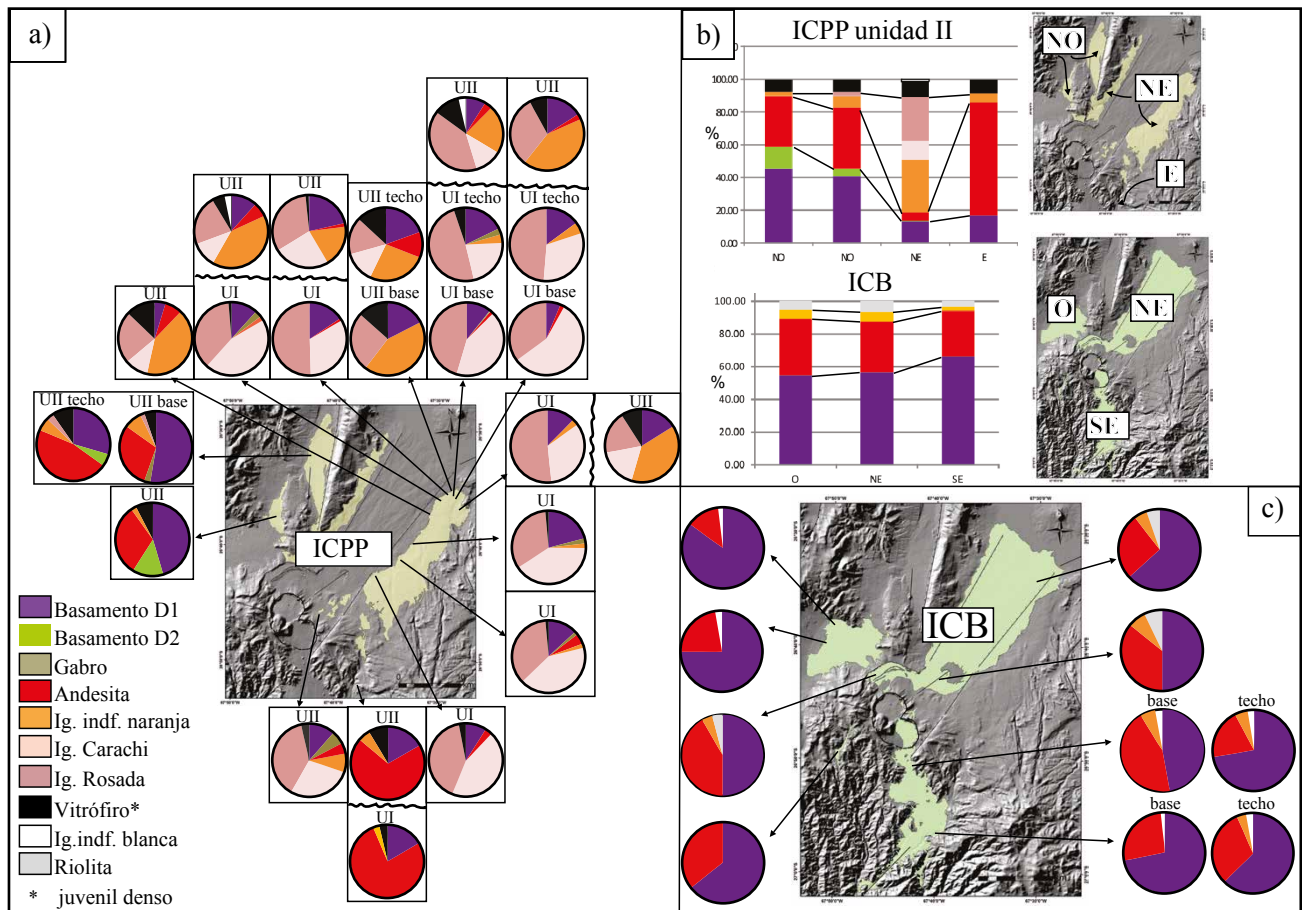 a)
UII
UII
UII
UII
UII techo
UI techo
UI techo
UII
UI
UI
UII base
UI base
UI base
UII techo
UII base
UII
UI
UII
UI
UI
ICPP
UII
UII
UI
UI
Basamento D1
Basamento D2
Gabro
Andesita
Ig. indf. naranja
Ig. Carachi
Ig. Rosada
Vitrófiro*
Ig.indf. blanca
Riolita
* juvenil denso
b)
ICPP unidad II
100.00
80.00
60.00
%
40.00
20.00
0.00
NO
NO
NE
E
NO
NE
E
ICB
100.00
80.00
60.00
%
40.00
20.00
0.00
O
NE
SE
O
NE
SE
c)
ICB
base
techo
base
techo